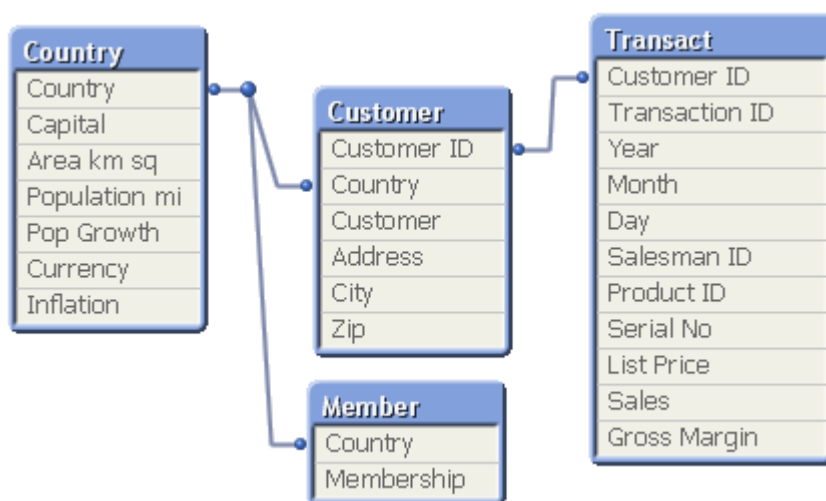 Country
Country
Capital
Area km sq
Population mi
Pop Growth
Currency
Inflation
Customer
Customer ID
Country
Customer
Address
City
Zip
Member
Country
Membership
Transact
Customer ID
Transaction ID
Year
Month
Day
Salesman ID
Product ID
Serial No
List Price
Sales
Gross Margin